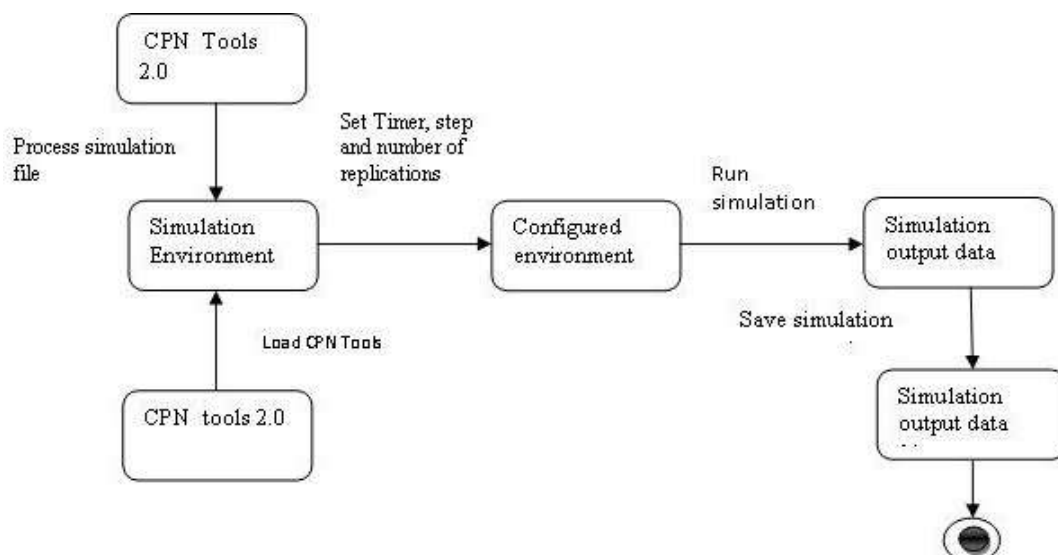 CPN Tools
2.0
Process simulation
file
Set Timer, step
and number of
replications
Run
simulation
Simulation
Environment
Configured
environment
Simulation
output data
Load CPN Tools
Save simulation
CPN tools 2.0
Simulation
output data